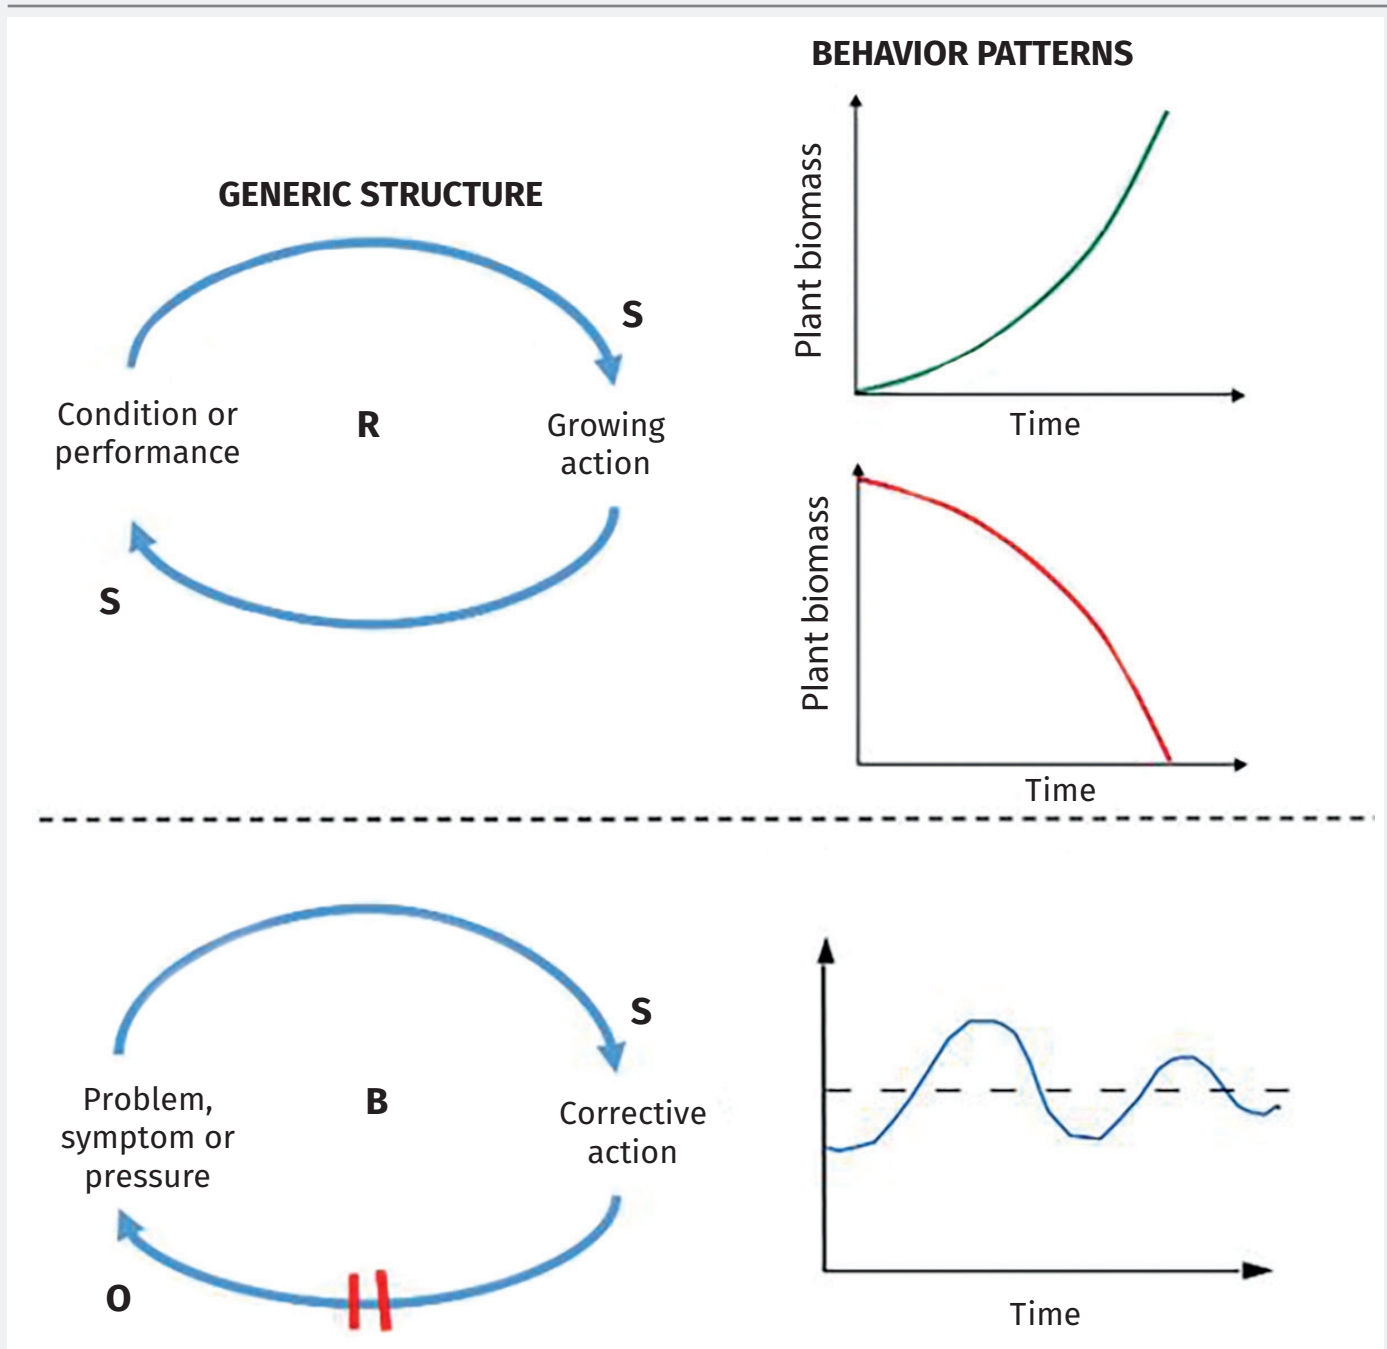 BEHAVIOR PATTERNS
GENERIC STRUCTURE
S
Condition or
performance
R
Growing
action
S
Plant biomass
Time
Plant biomass
Time
S
Problem,
symptom or
pressure
B
Corrective
action
O
Time